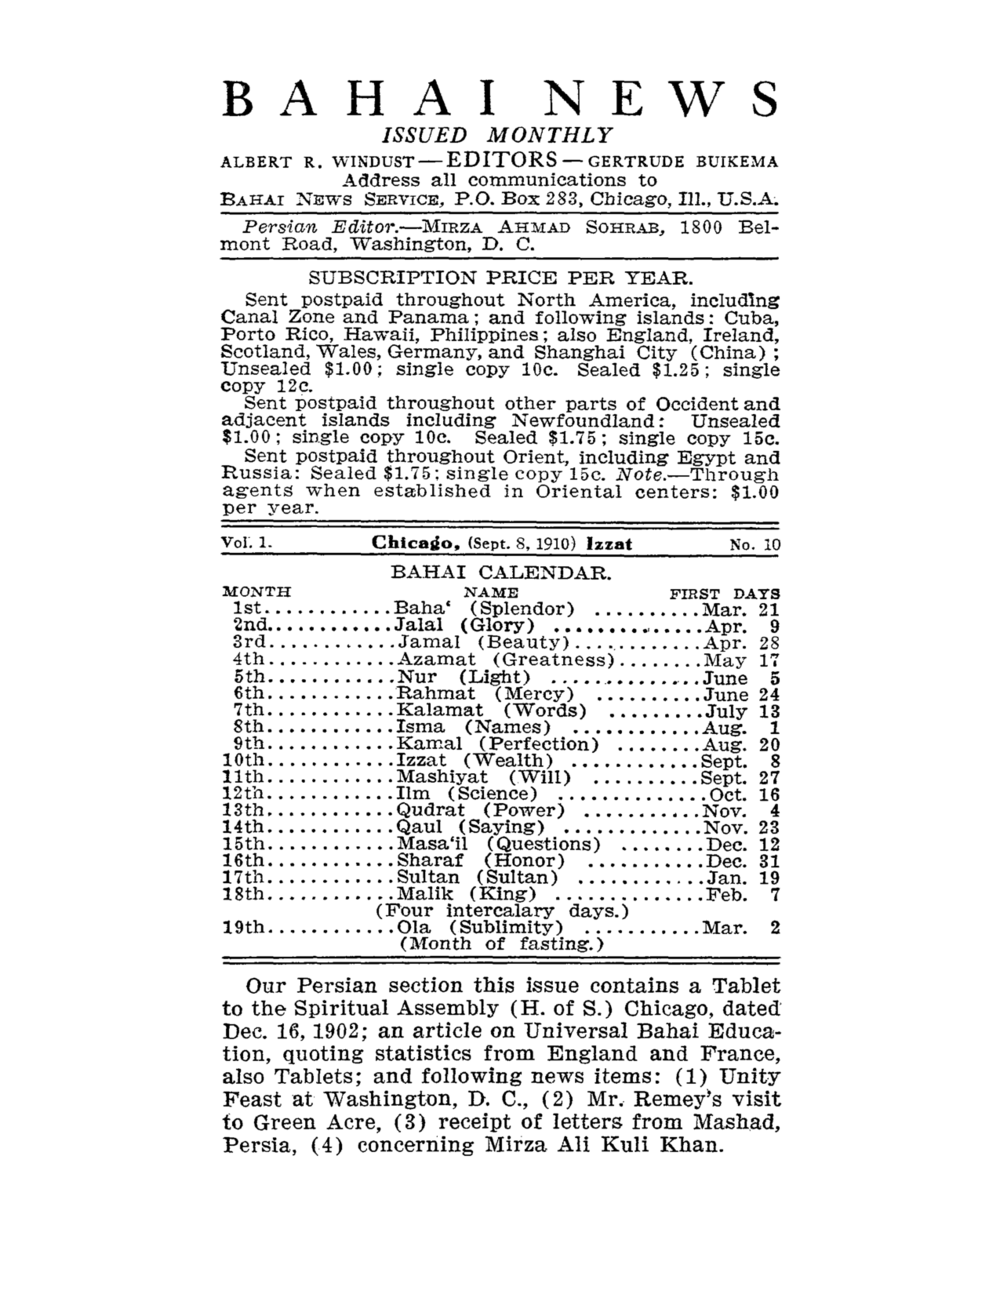 BAHAI NEWS
ISSUED MONTHLY
ALBERT R. WINDUST—EDITORS—GERTRUDE BUIKEMA
Address all communications to
BAHAI NEWS SERVICE, P.O. Box 283, Chicago, Ill., U.S.A.
Persian Editor.—MIRZA AHMAD SOHRAB, 1800 Bel-
mont Road, Washington, D. C.
SUBSCRIPTION PRICE PER YEAR.
Sent postpaid throughout North America, including
Canal Zone and Panama; and following islands: Cuba,
Porto Rico, Hawaii, Philippines; also England, Ireland,
Scotland, Wales, Germany, and Shanghai City (China);
Unsealed $1.00; single copy 10c. Sealed $1.25; single
copy 12c.
Sent postpaid throughout other parts of Occident and
adjacent islands including Newfoundland: Unsealed
$1.00; single copy 10c. Sealed $1.75; single copy 15c.
Sent postpaid throughout Orient, including Egypt and
Russia: Sealed $1.75; single copy 15c. Note.—Through
agents when established in Oriental centers: $1.00
per year.
Vol. 1. Chicago, (Sept. 8, 1910) Izzat No. 10
BAHAI CALENDAR.
MONTH NAME FIRST DAYS
1st............Baha‘ (Splendor) ..........Mar. 21
2nd............Jalal (Glory) ..............Apr. 9
3rd............Jamal (Beauty)............Apr. 28
4th............Azamat (Greatness)........May 17
5th............Nur (Light) ..............June 5
6th............Rahmat (Mercy) ..........June 24
7th............Kalamat (Words) .........July 13
8th............Isma (Names) ............Aug. 1
9th............Kamal (Perfection) ........Aug. 20
10th............Izzat (Wealth) ............Sept. 8
11th............Mashiyat (Will) ..........Sept. 27
12th............Ilm (Science) ..............Oct. 16
13th............Qudrat (Power) ...........Nov. 4
14th............Qaul (Saying) .............Nov. 23
15th............Masa‘il (Questions) ........Dec. 12
16th............Sharaf (Honor) ...........Dec. 31
17th............Sultan (Sultan) ............Jan. 19
18th............Malik (King) ..............Feb. 7
(Four intercalary days.)
19th............Ola (Sublimity) ...........Mar. 2
(Month of fasting.)
Our Persian section this issue contains a Tablet
to the Spiritual Assembly (H. of S.) Chicago, dated
Dec. 16, 1902; an article on Universal Bahai Educa-
tion, quoting statistics from England and France,
also Tablets; and following news items: (1) Unity
Feast at Washington, D. C., (2) Mr. Remey's visit
to Green Acre, (3) receipt of letters from Mashad,
Persia, (4) concerning Mirza Ali Kuli Khan.